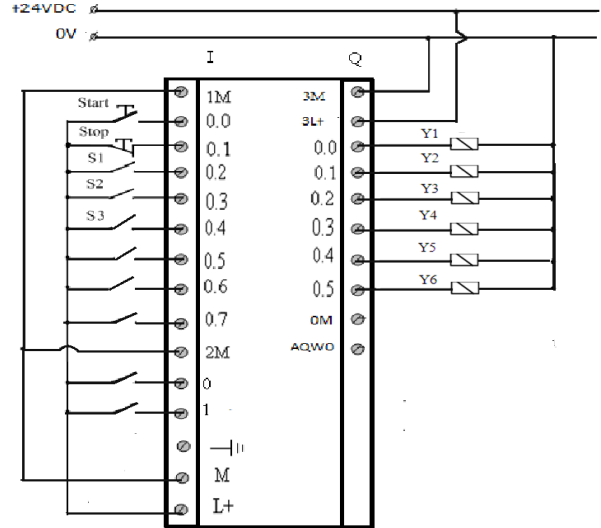 +24VDC
0V
I
Q
1M
3M
Start
0.0
3L+
Stop
0.1
0.0
Y1
S1
0.2
0.1
Y2
S2
0.3
0.2
Y3
S3
0.4
0.3
Y4
0.5
0.4
Y5
0.6
0.5
Y6
0.7
0M
2M
AQW0
0
1
M
L+